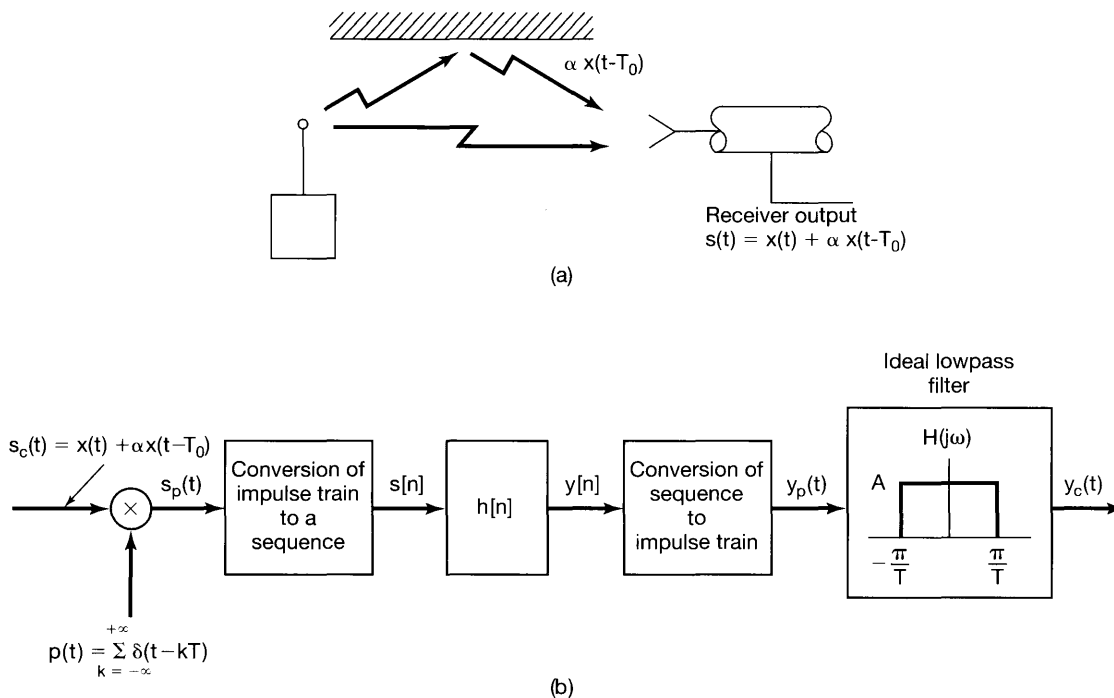 α x(t-T₀)
Receiver output
s(t) = x(t) + α x(t-T₀)
(a)
Ideal lowpass
filter
s_c(t) = x(t) + αx(t−T₀)
s_p(t)
Conversion of
impulse train
to a
sequence
s[n]
h[n]
y[n]
Conversion of
sequence
to
impulse train
y_p(t)
H(jω)
A
−π/T
π/T
y_c(t)
×
+∞
p(t) = Σ δ(t−kT)
k = −∞
(b)